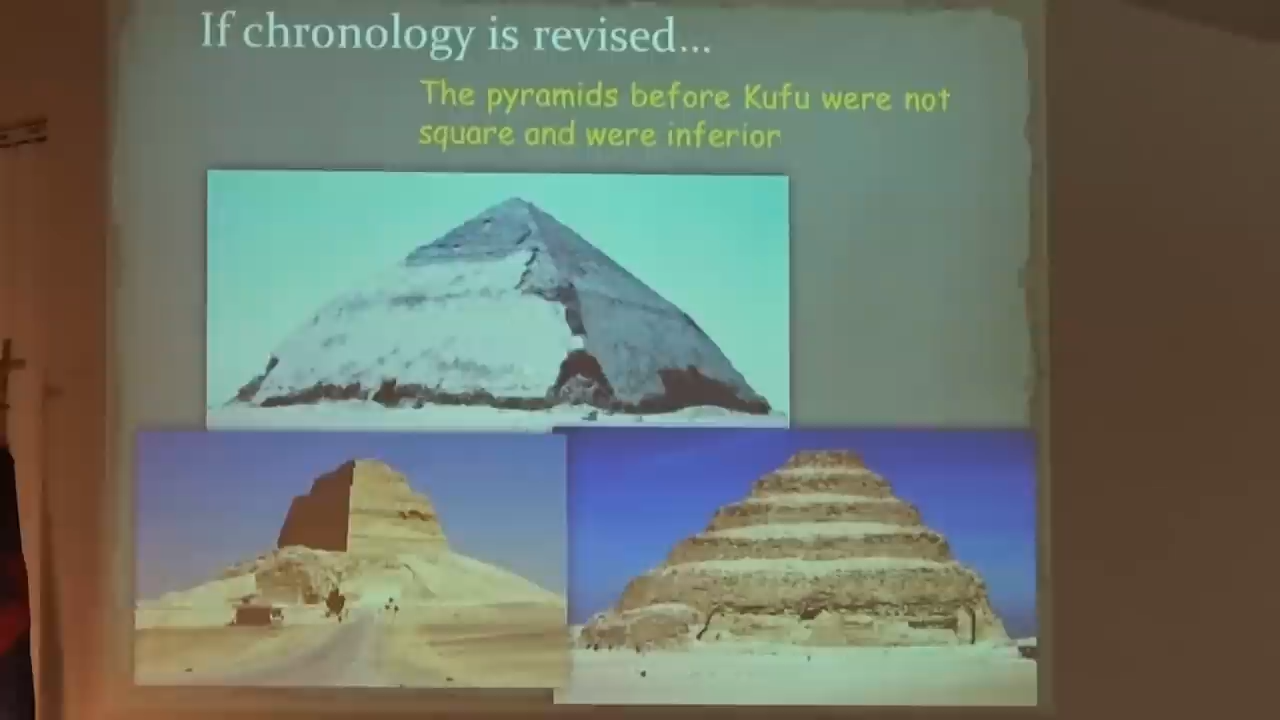 If chronology is revised...
The pyramids before Kufu were not
square and were inferior